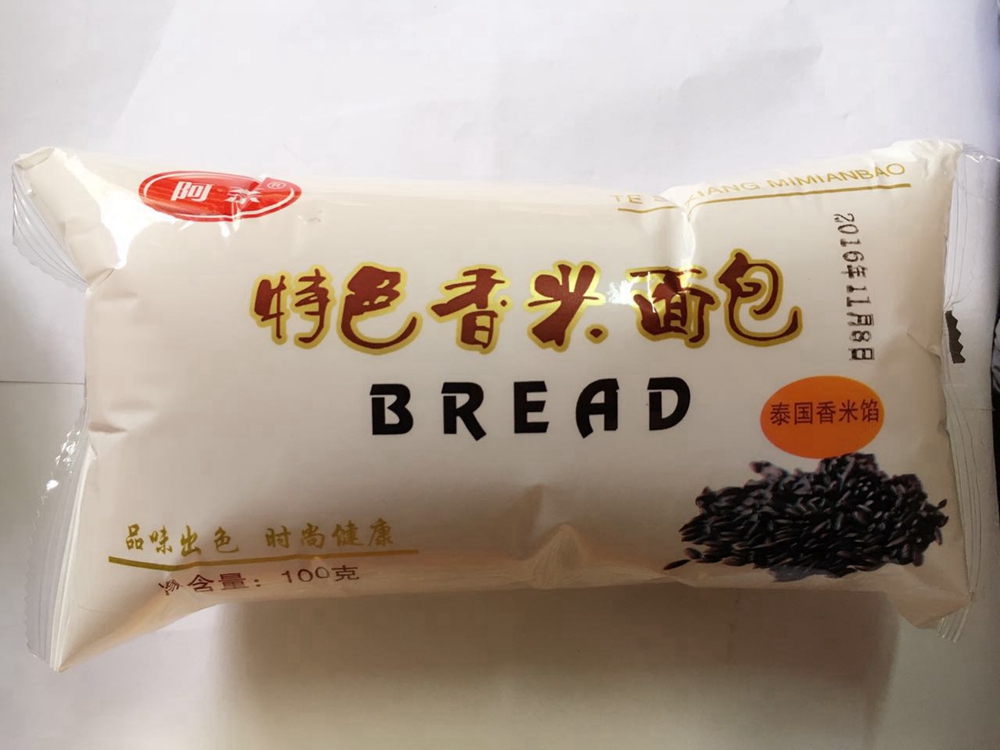 阿
®
XIANG MIMIANBAO
特色香米面包
BREAD
2016年11月8日
泰国香米馅
品味出色 时尚健康
含量：100克